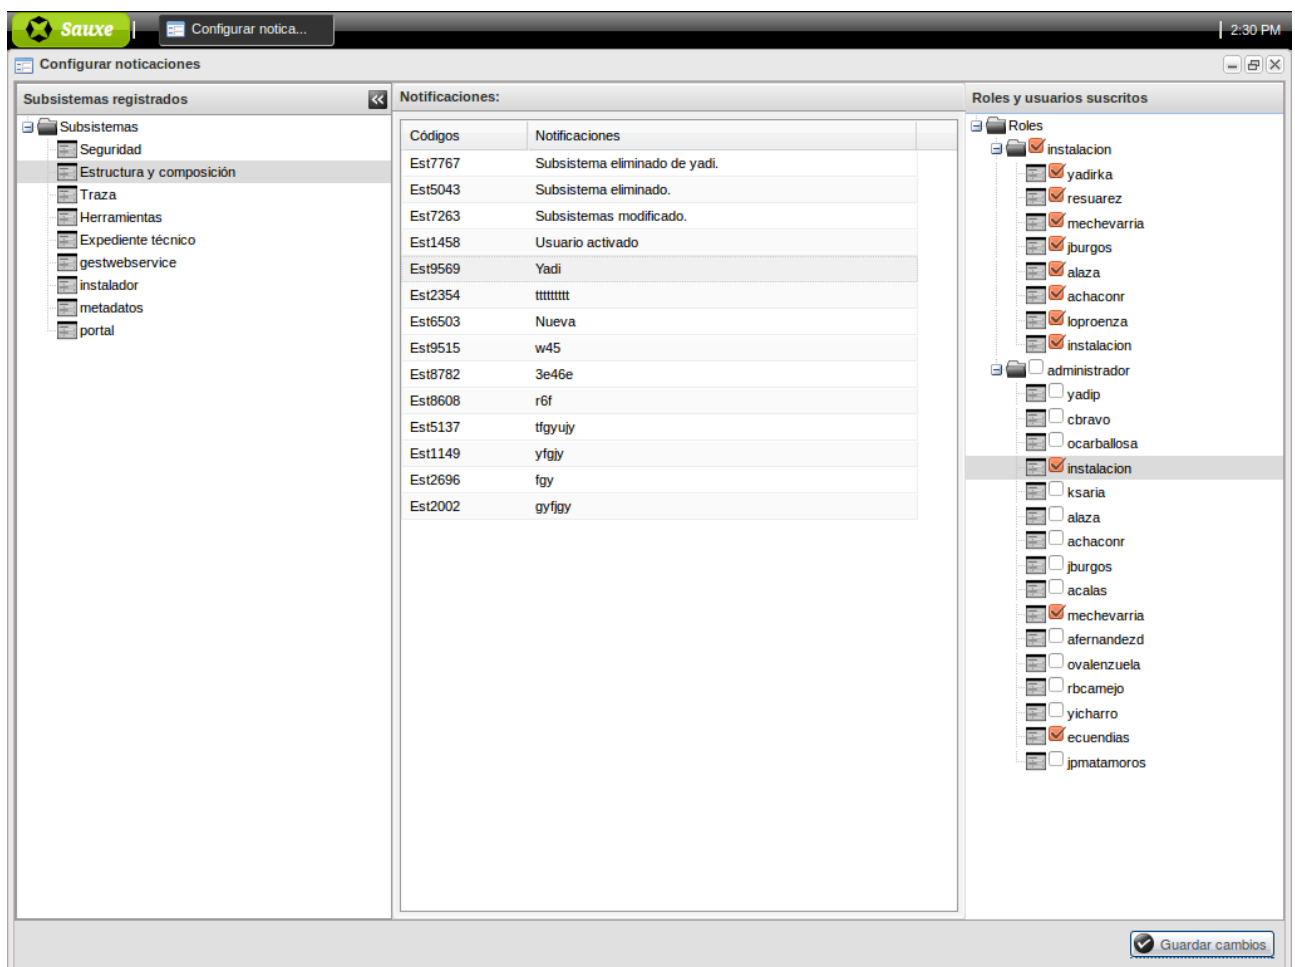 Sauxe
Configurar notica...
2:30 PM
Configurar noticaciones
Subsistemas registrados
Subsistemas
Seguridad
Estructura y composición
Traza
Herramientas
Expediente técnico
gestwebservice
instalador
metadatos
portal
Notificaciones:
Códigos Notificaciones
Est7767 Subsistema eliminado de yadi.
Est5043 Subsistema eliminado.
Est7263 Subsistemas modificado.
Est1458 Usuario activado
Est9569 Yadi
Est2354 tttttttttt
Est6503 Nueva
Est9515 w45
Est8782 3e46e
Est8608 r6f
Est5137 tfgyujy
Est1149 yfgjy
Est2696 fgy
Est2002 gyfjgy
Roles y usuarios suscritos
Roles
instalacion
yadirka
resuarez
mechevarria
jburgos
alaza
achaconr
loproenza
instalacion
administrador
yadip
cbravo
ocarballosa
instalacion
ksaria
alaza
achaconr
jburgos
acalas
mechevarria
afernandezd
ovalenzuela
rbcamejo
yicharro
ecuendias
jpmatamoros
Guardar cambios